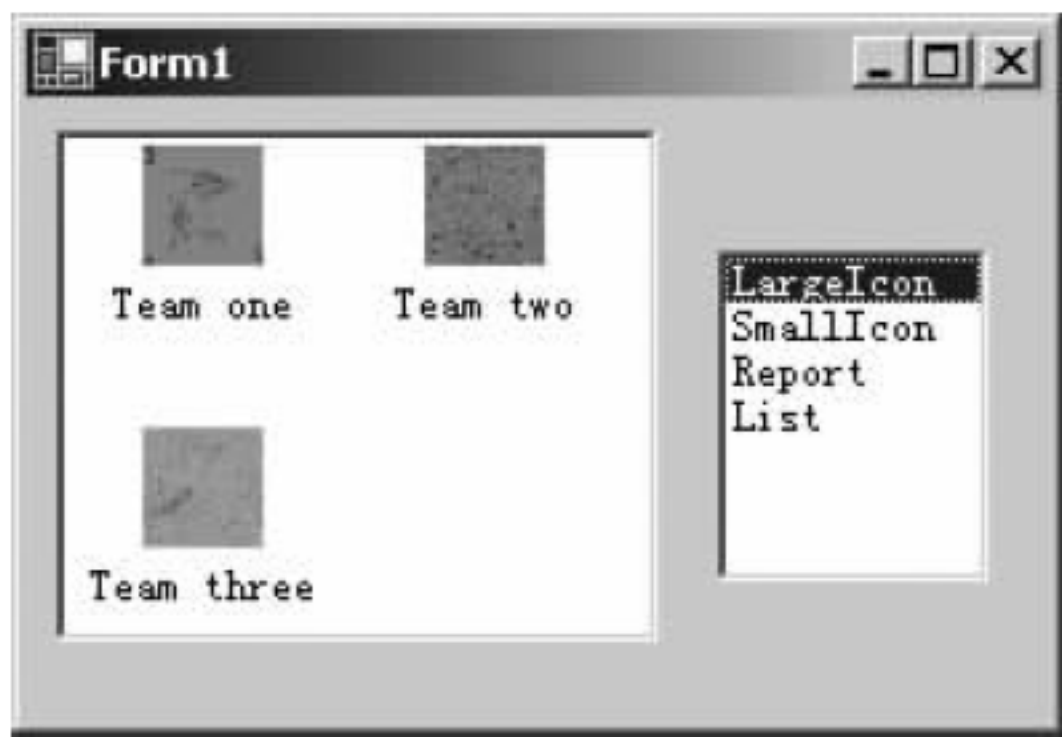 Form1
Team one
Team two
Team three
LargeIcon
SmallIcon
Report
List